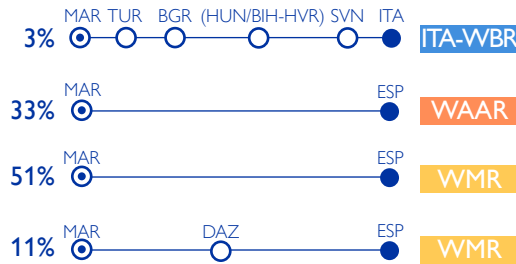 MAR TUR BGR (HUN/BIH-HVR) SVN ITA
3% ITA-WBR
MAR ESP
33% WAAR
MAR ESP
51% WMR
MAR DAZ ESP
11% WMR